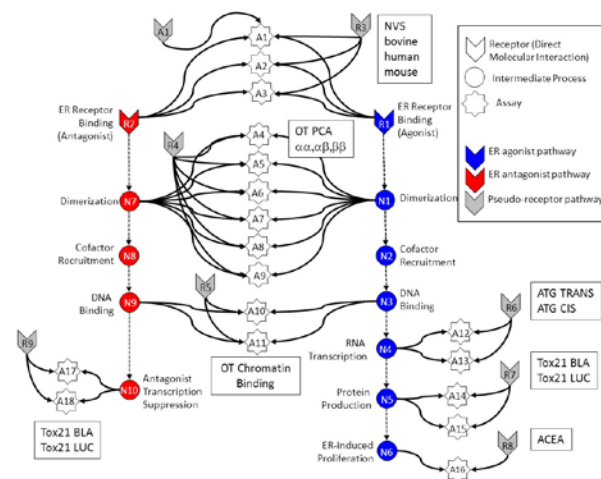 A1
R3
NVS
bovine
human
mouse
Receptor (Direct
Molecular Interaction)
Intermediate Process
Assay
ER agonist pathway
ER antagonist pathway
Pseudo-receptor pathway
A1
A2
A3
ER Receptor
Binding
(Antagonist)
R2
R1
ER Receptor
Binding
(Agonist)
R4
OT PCA
αα,αβ,ββ
A4
A5
A6
A7
A8
A9
Dimerization
N7
N1
Dimerization
N8
Cofactor
Recruitment
N2
Cofactor
Recruitment
DNA
Binding
N9
R5
A10
A11
N3
DNA
Binding
OT Chromatin
Binding
R6
ATG TRANS
ATG CIS
RNA
Transcription
N4
A12
A13
R9
A17
A18
N10
Antagonist
Transcription
Suppression
Tox21 BLA
Tox21 LUC
R7
Tox21 BLA
Tox21 LUC
Protein
Production
N5
A14
A15
ER-Induced
Proliferation
N6
A16
R8
ACEA